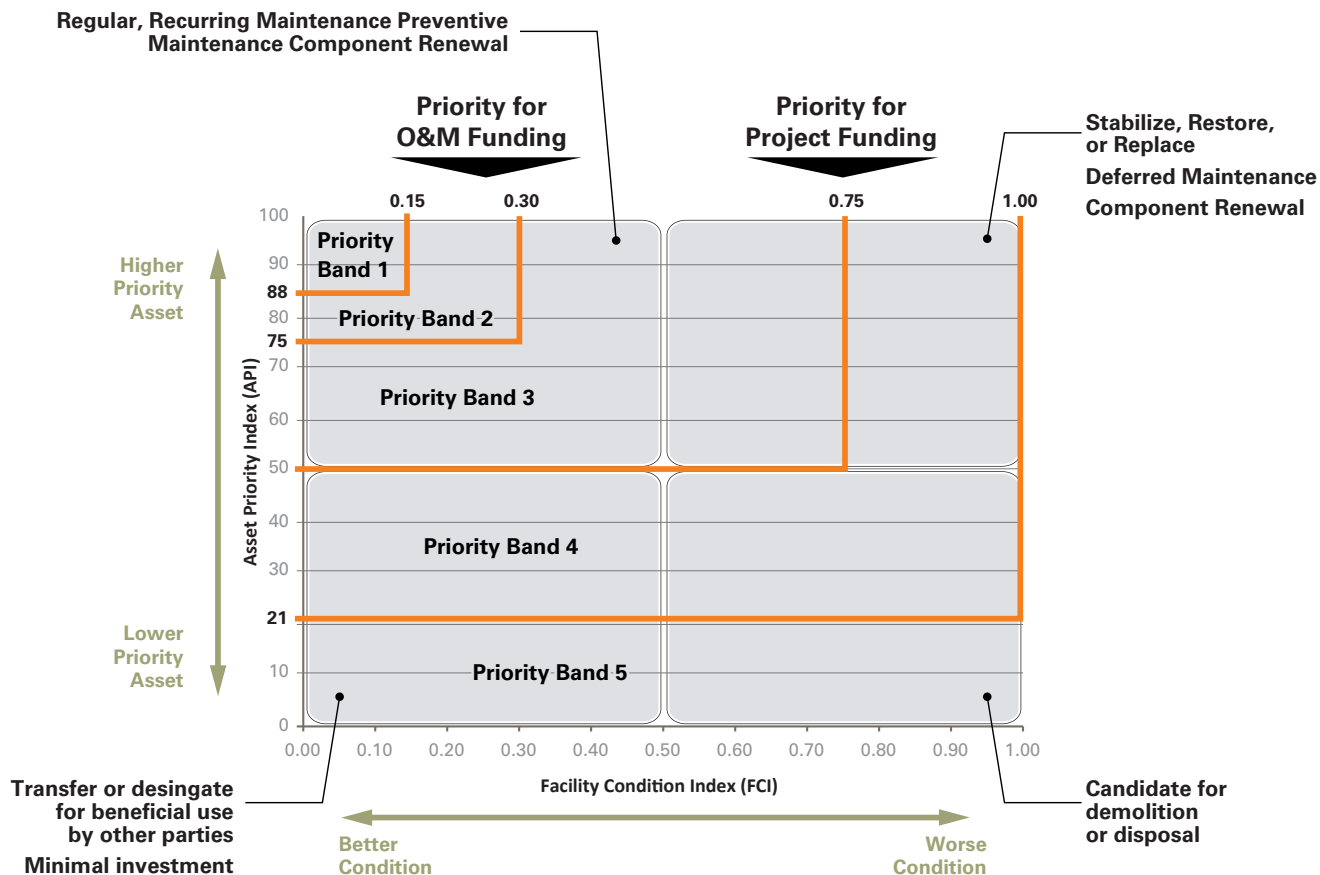 Regular, Recurring Maintenance Preventive
Maintenance Component Renewal
Priority for
O&M Funding
Priority for
Project Funding
Stabilize, Restore,
or Replace
Deferred Maintenance
Component Renewal
0.15
0.30
0.75
1.00
100
90
88
80
75
70
60
50
40
30
21
10
0
Asset Priority Index (API)
Higher
Priority
Asset
Lower
Priority
Asset
Priority
Band 1
Priority Band 2
Priority Band 3
Priority Band 4
Priority Band 5
0.00 0.10 0.20 0.30 0.40 0.50 0.60 0.70 0.80 0.90 1.00
Facility Condition Index (FCI)
Better
Condition
Worse
Condition
Transfer or desingate
for beneficial use
by other parties
Minimal investment
Candidate for
demolition
or disposal